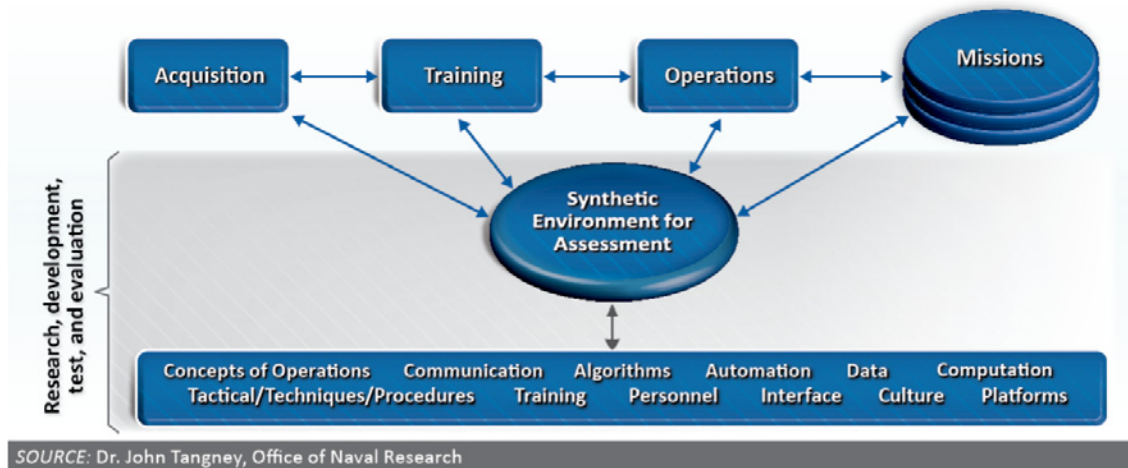 Acquisition
Training
Operations
Missions
Synthetic
Environment for
Assessment
Research, development,
test, and evaluation
Concepts of Operations Communication Algorithms Automation Data Computation
Tactical/Techniques/Procedures Training Personnel Interface Culture Platforms
SOURCE: Dr. John Tangney, Office of Naval Research